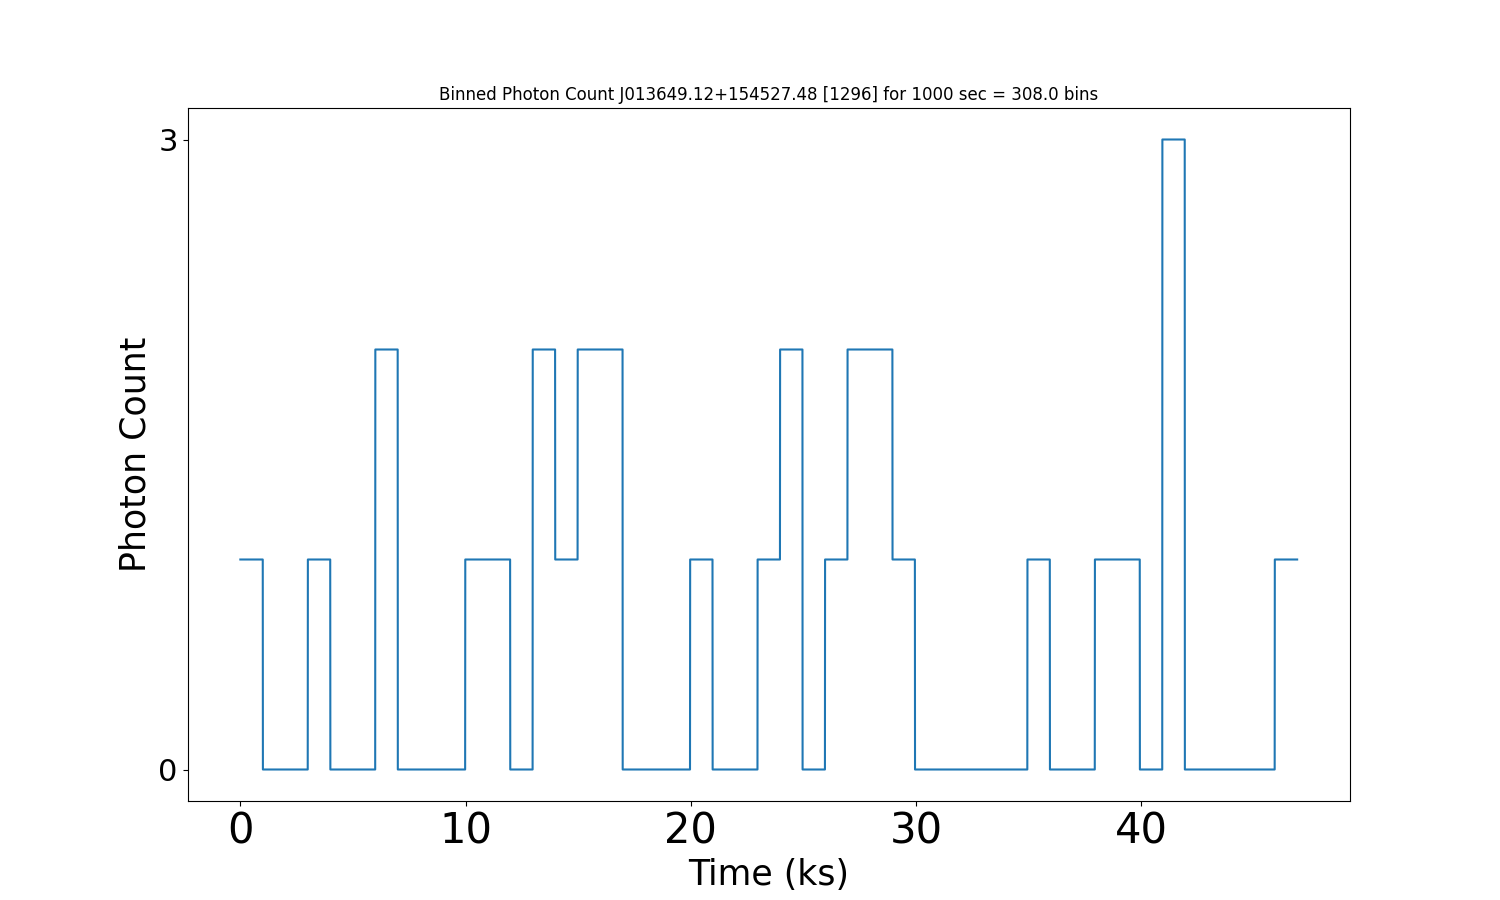 Binned Photon Count J013649.12+154527.48 [1296] for 1000 sec = 308.0 bins
3
Photon Count
0
0 10 20 30 40
Time (ks)